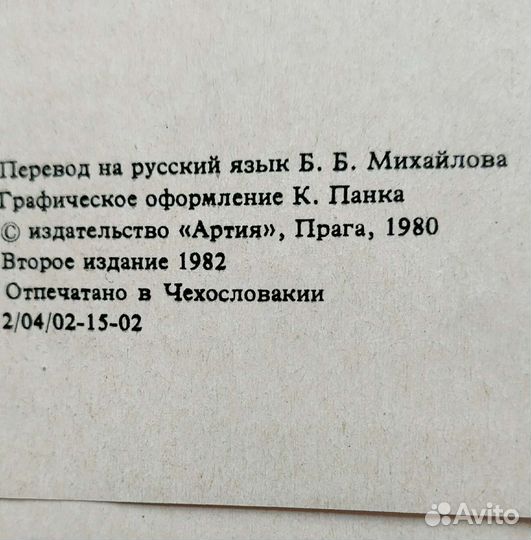 Перевод на русский язык Б. Б. Михайлова
Графическое оформление К. Панка
© издательство «Артия», Прага, 1980
Второе издание 1982
Отпечатано в Чехословакии
2/04/02-15-02
Avito